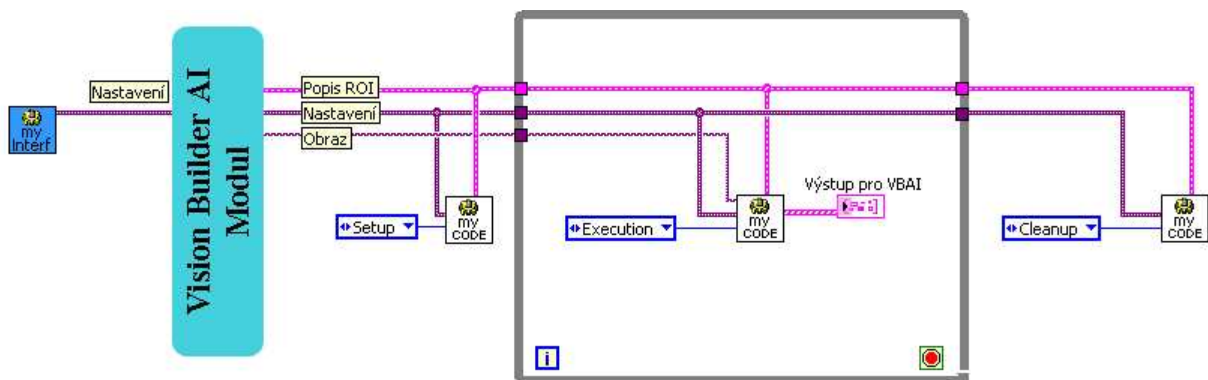 my
Interf
Nastavení
Vision Builder AI
Modul
Popis ROI
Nastavení
Obraz
Setup
my
CODE
Execution
my
CODE
Výstup pro VBAI
i
Cleanup
my
CODE